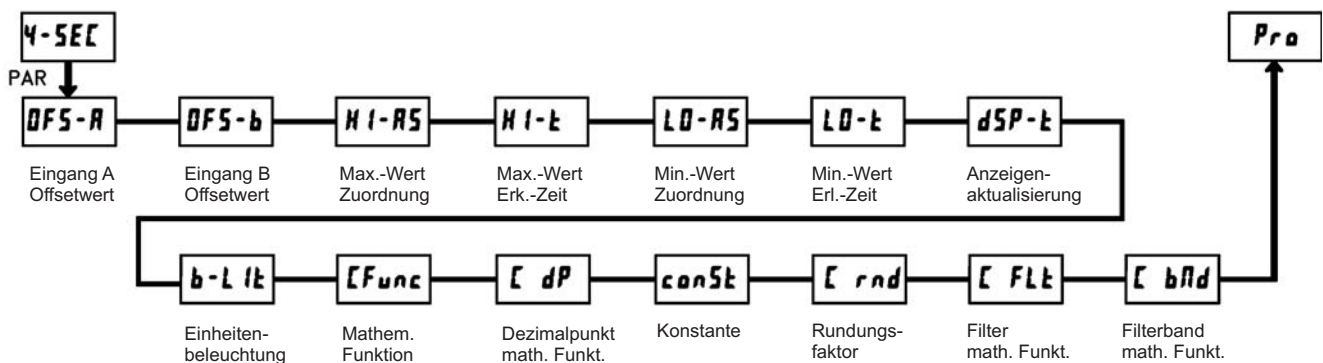 4-SEC
Pro
PAR
OFS-A
OFS-b
HI-AS
HI-t
LO-AS
LO-t
dSP-t
Eingang A
Offsetwert
Eingang B
Offsetwert
Max.-Wert
Zuordnung
Max.-Wert
Erk.-Zeit
Min.-Wert
Zuordnung
Min.-Wert
Erl.-Zeit
Anzeigen-
aktualisierung
b-LIt
CFunc
C dP
conSt
C rnd
C FLt
C bNd
Einheiten-
beleuchtung
Mathem.
Funktion
Dezimalpunkt
math. Funkt.
Konstante
Rundungs-
faktor
Filter
math. Funkt.
Filterband
math. Funkt.